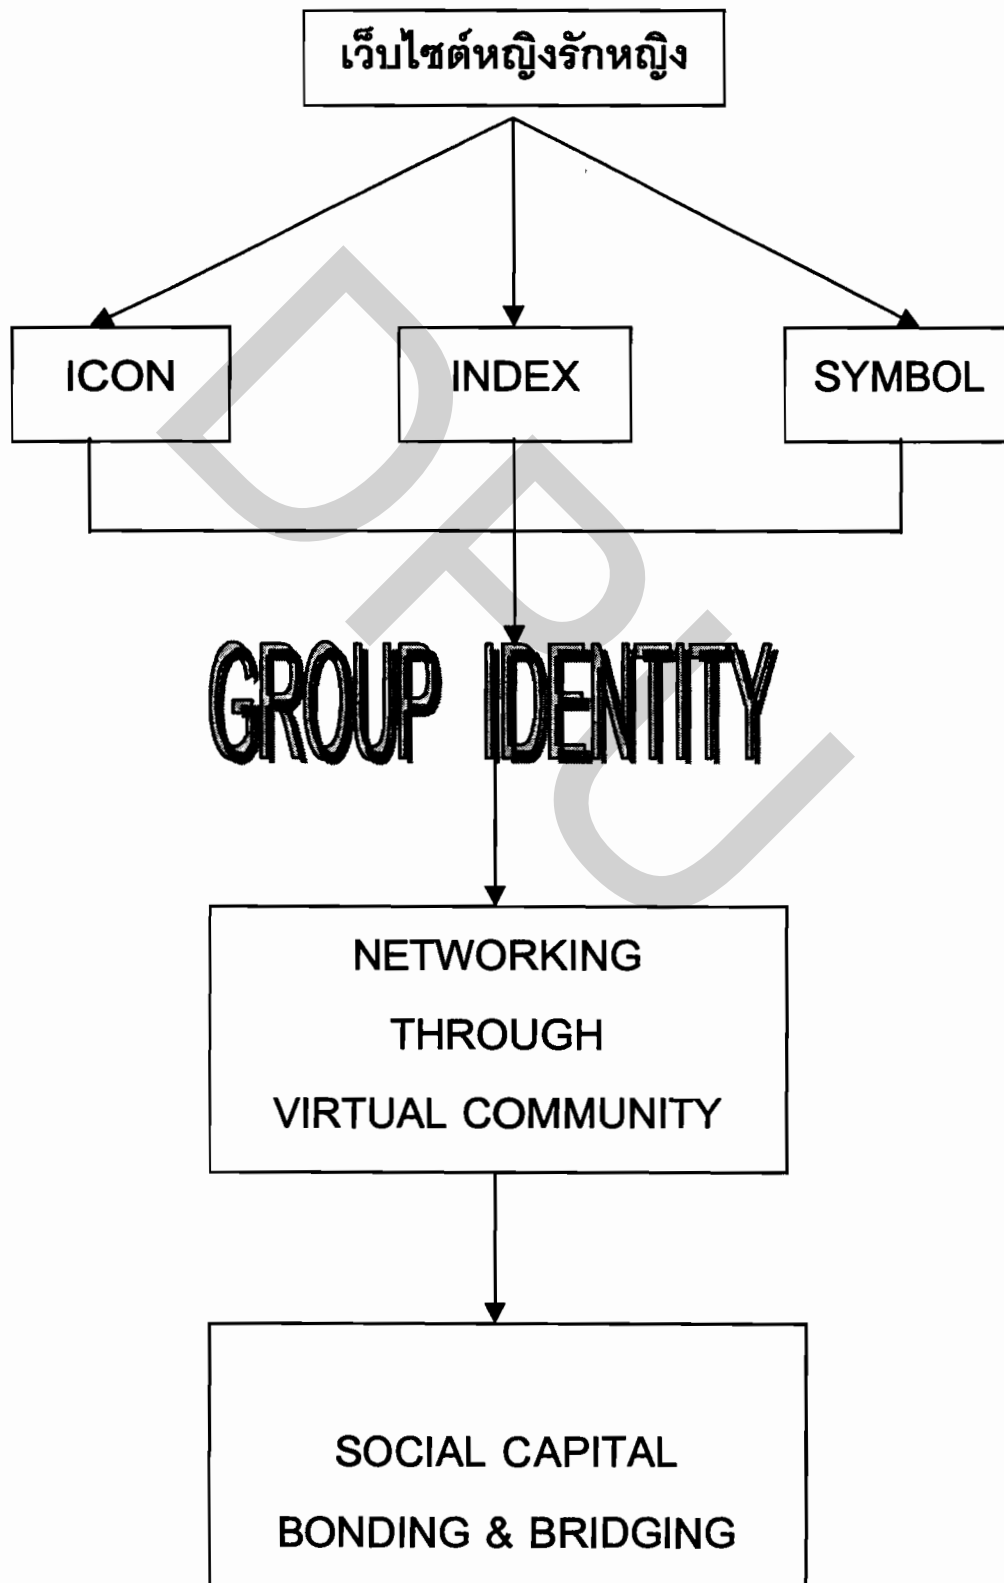 เว็บไซต์หญิงรักหญิง
ICON
INDEX
SYMBOL
GROUP IDENTITY
NETWORKING
THROUGH
VIRTUAL COMMUNITY
SOCIAL CAPITAL
BONDING & BRIDGING
DPU